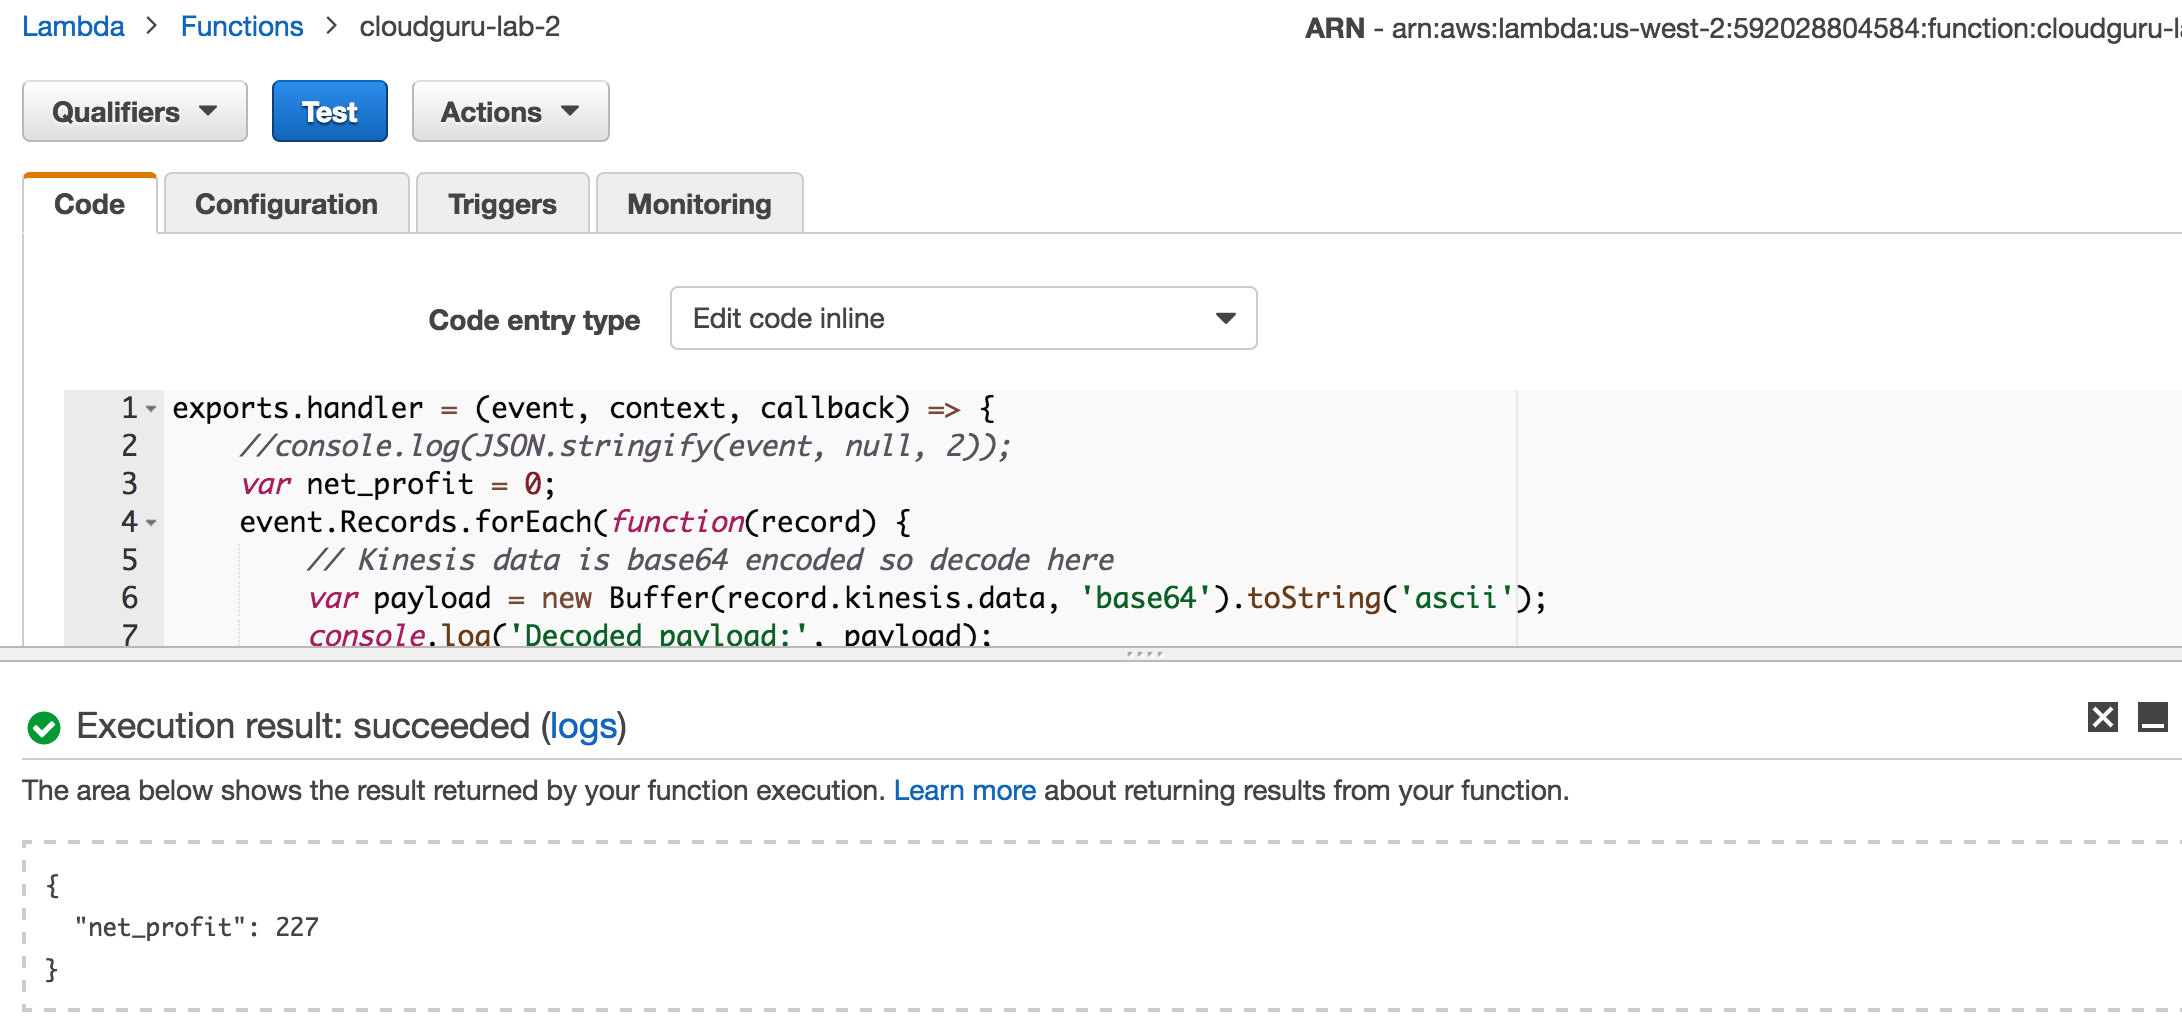 Lambda > Functions > cloudguru-lab-2
ARN - arn:aws:lambda:us-west-2:592028804584:function:cloudguru-l
Qualifiers Test Actions
Code Configuration Triggers Monitoring
Code entry type Edit code inline
1 exports.handler = (event, context, callback) => {
2 //console.log(JSON.stringify(event, null, 2));
3 var net_profit = 0;
4 event.Records.forEach(function(record) {
5 // Kinesis data is base64 encoded so decode here
6 var payload = new Buffer(record.kinesis.data, 'base64').toString('ascii');
7 console.log('Decoded payload:', payload);
Execution result: succeeded (logs)
The area below shows the result returned by your function execution. Learn more about returning results from your function.
{
"net_profit": 227
}